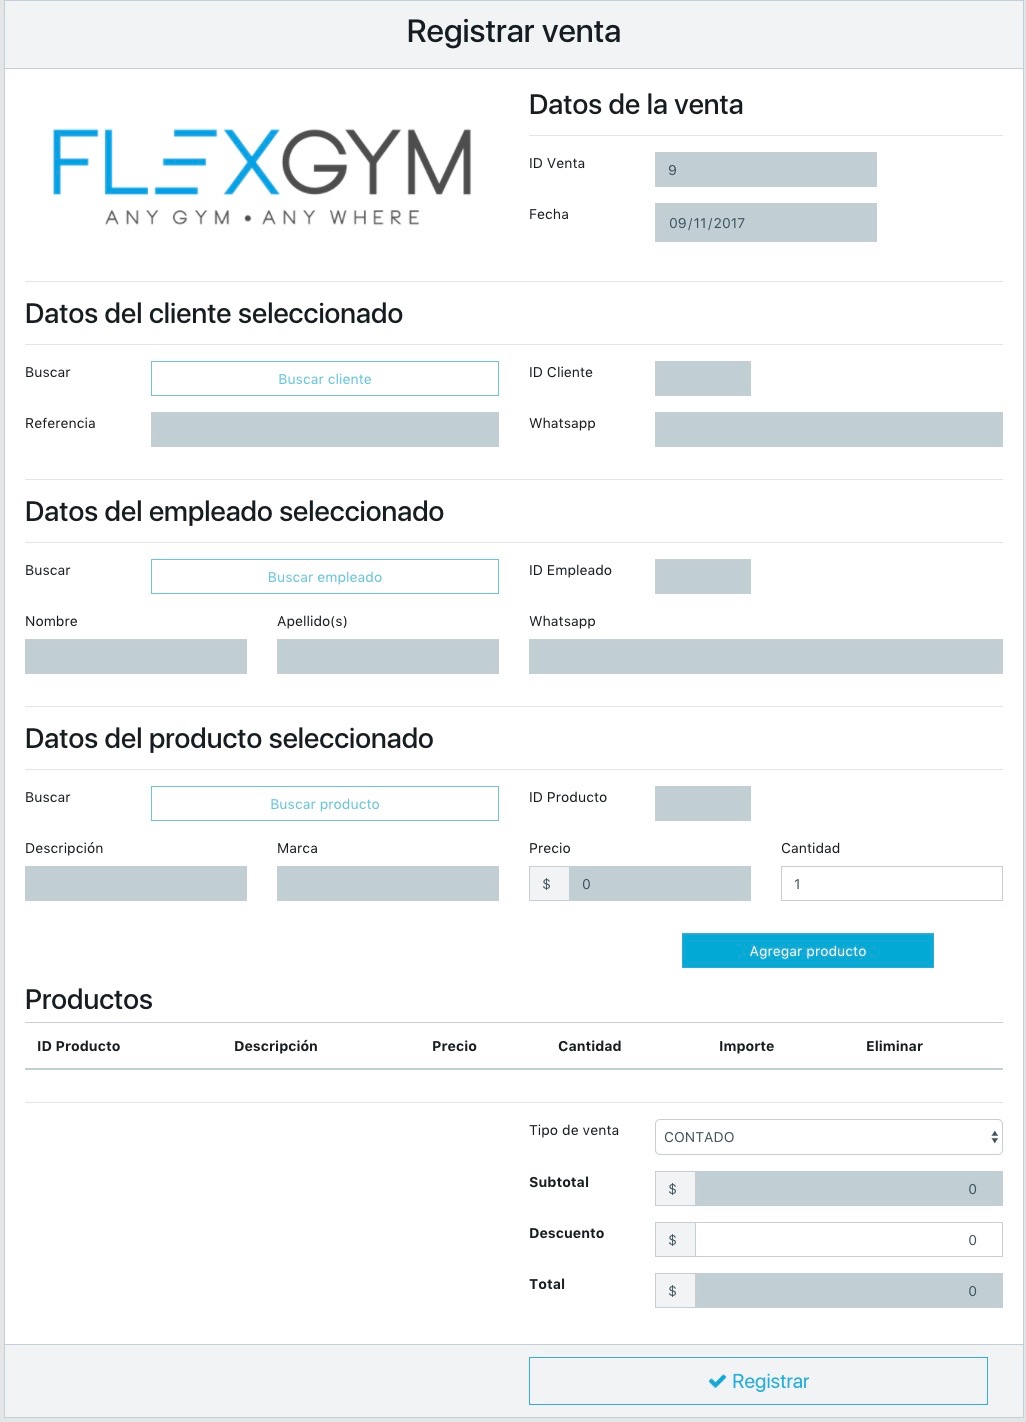 Registrar venta
FLEXGYM
ANY GYM • ANY WHERE
Datos de la venta
ID Venta 9
Fecha 09/11/2017
Datos del cliente seleccionado
Buscar Buscar cliente ID Cliente
Referencia Whatsapp
Datos del empleado seleccionado
Buscar Buscar empleado ID Empleado
Nombre Apellido(s) Whatsapp
Datos del producto seleccionado
Buscar Buscar producto ID Producto
Descripción Marca Precio Cantidad
$ 0 1
Agregar producto
Productos
ID Producto Descripción Precio Cantidad Importe Eliminar
Tipo de venta CONTADO
Subtotal $ 0
Descuento $ 0
Total $ 0
Registrar